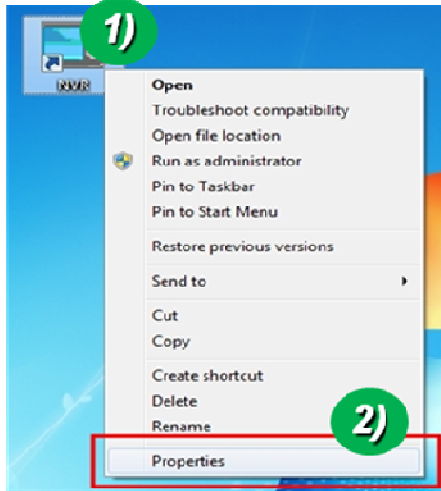 1)
NVR
Open
Troubleshoot compatibility
Open file location
Run as administrator
Pin to Taskbar
Pin to Start Menu
Restore previous versions
Send to
Cut
Copy
Create shortcut
Delete
Rename
2)
Properties